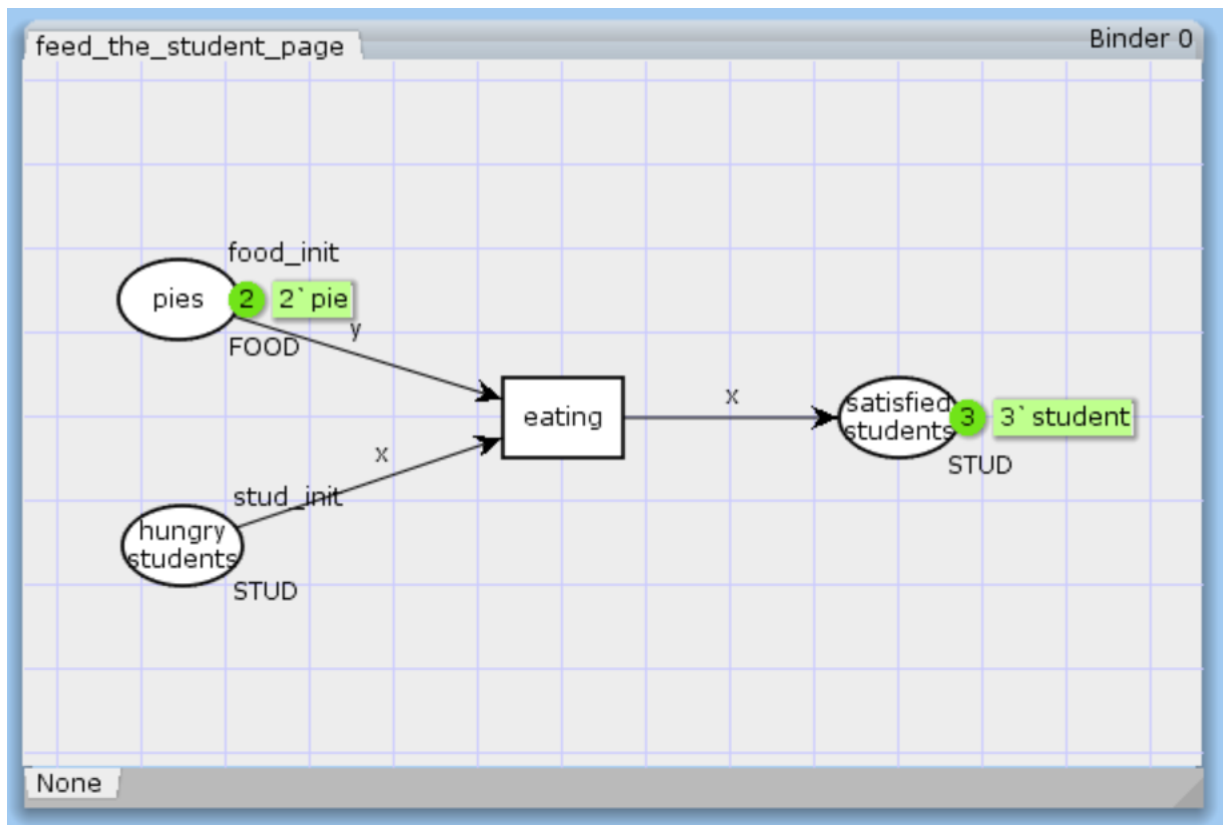 feed_the_student_page
Binder 0
food_init
pies
2
2`pie
y
FOOD
eating
x
satisfied
students
3
3`student
STUD
x
stud_init
hungry
students
STUD
None